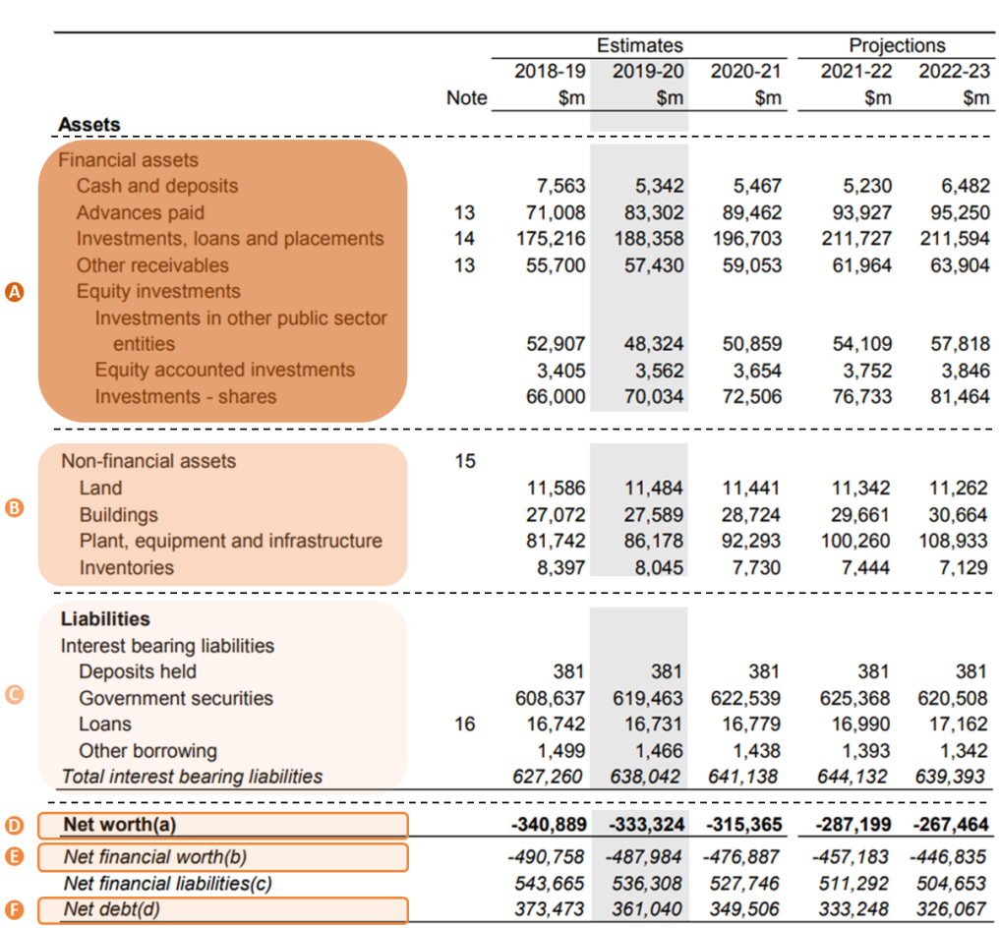 Estimates Projections
2018-19 2019-20 2020-21 2021-22 2022-23
Note $m $m $m $m $m
Assets
Financial assets
Cash and deposits 7,563 5,342 5,467 5,230 6,482
Advances paid 13 71,008 83,302 89,462 93,927 95,250
Investments, loans and placements 14 175,216 188,358 196,703 211,727 211,594
Other receivables 13 55,700 57,430 59,053 61,964 63,904
A Equity investments
Investments in other public sector
entities 52,907 48,324 50,859 54,109 57,818
Equity accounted investments 3,405 3,562 3,654 3,752 3,846
Investments - shares 66,000 70,034 72,506 76,733 81,464
Non-financial assets 15
Land 11,586 11,484 11,441 11,342 11,262
B Buildings 27,072 27,589 28,724 29,661 30,664
Plant, equipment and infrastructure 81,742 86,178 92,293 100,260 108,933
Inventories 8,397 8,045 7,730 7,444 7,129
Liabilities
Interest bearing liabilities
Deposits held 381 381 381 381 381
C Government securities 608,637 619,463 622,539 625,368 620,508
Loans 16 16,742 16,731 16,779 16,990 17,162
Other borrowing 1,499 1,466 1,438 1,393 1,342
Total interest bearing liabilities 627,260 638,042 641,138 644,132 639,393
D Net worth(a) -340,889 -333,324 -315,365 -287,199 -267,464
E Net financial worth(b) -490,758 -487,984 -476,887 -457,183 -446,835
Net financial liabilities(c) 543,665 536,308 527,746 511,292 504,653
F Net debt(d) 373,473 361,040 349,506 333,248 326,067